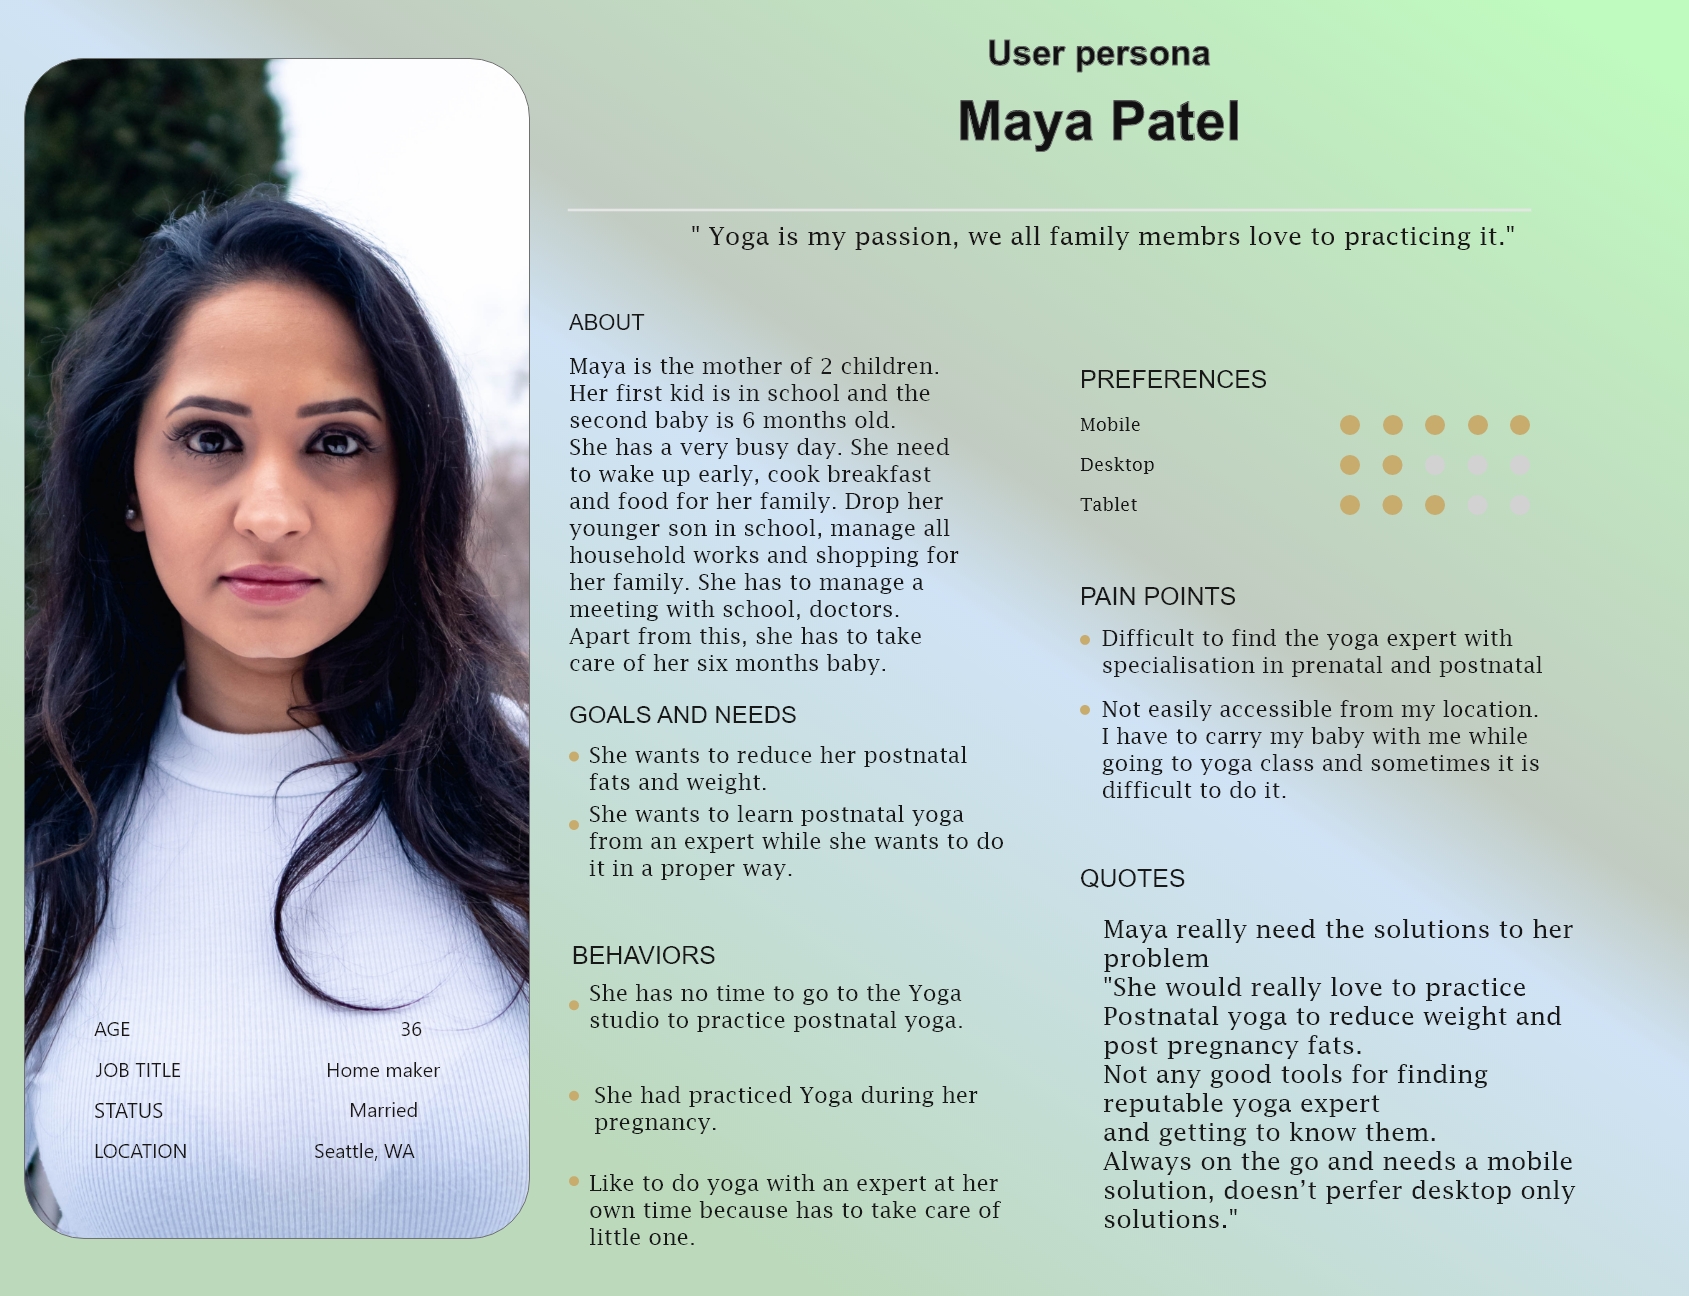 User persona
Maya Patel
" Yoga is my passion, we all family membrs love to practicing it."
ABOUT
Maya is the mother of 2 children.
Her first kid is in school and the
second baby is 6 months old.
She has a very busy day. She need
to wake up early, cook breakfast
and food for her family. Drop her
younger son in school, manage all
household works and shopping for
her family. She has to manage a
meeting with school, doctors.
Apart from this, she has to take
care of her six months baby.
GOALS AND NEEDS
She wants to reduce her postnatal
fats and weight.
She wants to learn postnatal yoga
from an expert while she wants to do
it in a proper way.
BEHAVIORS
She has no time to go to the Yoga
studio to practice postnatal yoga.
She had practiced Yoga during her
pregnancy.
Like to do yoga with an expert at her
own time because has to take care of
little one.
PREFERENCES
Mobile
Desktop
Tablet
PAIN POINTS
Difficult to find the yoga expert with
specialisation in prenatal and postnatal
Not easily accessible from my location.
I have to carry my baby with me while
going to yoga class and sometimes it is
difficult to do it.
QUOTES
Maya really need the solutions to her
problem
"She would really love to practice
Postnatal yoga to reduce weight and
post pregnancy fats.
Not any good tools for finding
reputable yoga expert
and getting to know them.
Always on the go and needs a mobile
solution, doesn’t perfer desktop only
solutions."
AGE 36
JOB TITLE Home maker
STATUS Married
LOCATION Seattle, WA